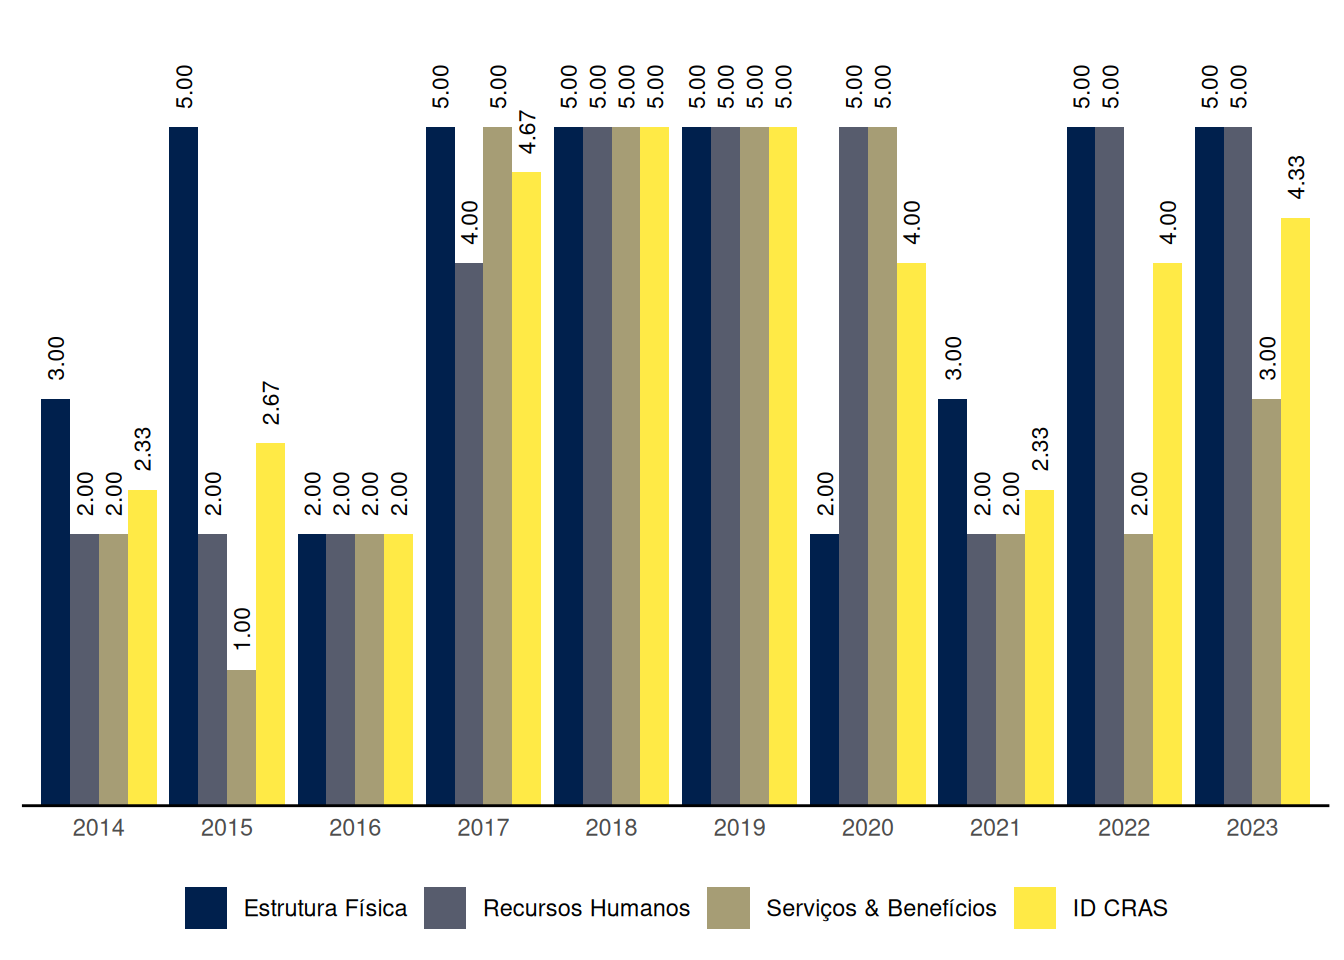 3.00 2.00 2.00 2.33 5.00 2.00 1.00 2.67 2.00 2.00 2.00 2.00 5.00 4.00 5.00 4.67 5.00 5.00 5.00 5.00 5.00 5.00 5.00 5.00 2.00 5.00 5.00 4.00 3.00 2.00 2.00 2.33 5.00 5.00 2.00 4.00 5.00 5.00 3.00 4.33
2014 2015 2016 2017 2018 2019 2020 2021 2022 2023
Estrutura Física Recursos Humanos Serviços & Benefícios ID CRAS